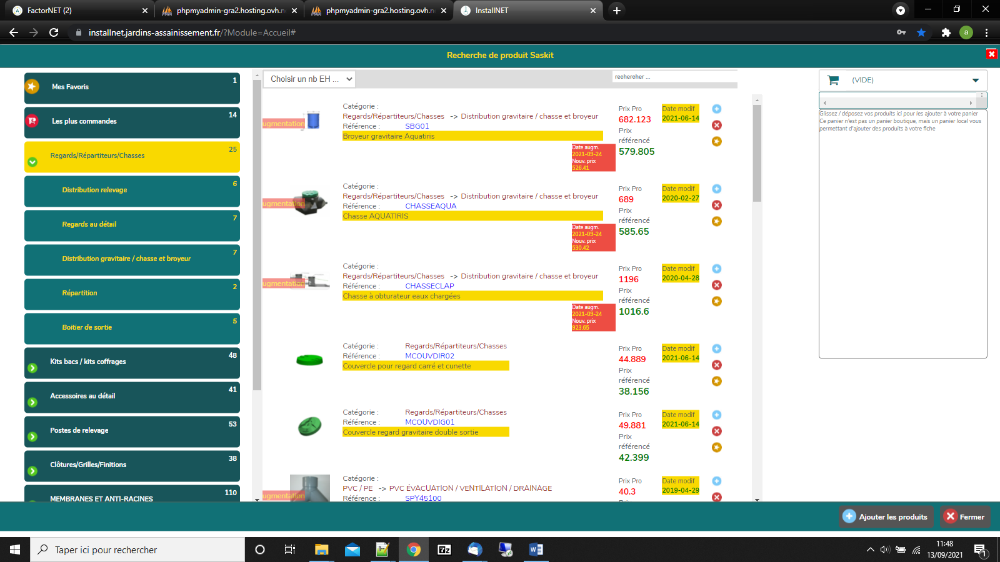 FactorNET (2)
phpmyadmin-gra2.hosting.ovh.n
phpmyadmin-gra2.hosting.ovh.n
InstallNET
installnet.jardins-assainissement.fr/?Module=Accueil#
a
Recherche de produit Saskit
Mes Favoris
1
Les plus commandes
14
Regards/Répartiteurs/Chasses
25
Distribution relevage
6
Regards au détail
7
Distribution gravitaire / chasse et broyeur
7
Répartition
2
Boitier de sortie
5
Kits bacs / kits coffrages
48
Accessoires au détail
41
Postes de relevage
53
Clôtures/Grilles/Finitions
38
MEMBRANES ET ANTI-RACINES
110
Choisir un nb EH ...
rechercher ...
ugmentation
Catégorie :
Regards/Répartiteurs/Chasses -> Distribution gravitaire / chasse et broyeur
Référence : SBG01
Broyeur gravitaire Aquatiris
Date augm.
2021-09-24
Nouv. prix
526.41
Prix Pro
682.123
Prix
référencé
579.805
Date modif
2021-06-14
ugmentation
Catégorie :
Regards/Répartiteurs/Chasses -> Distribution gravitaire / chasse et broyeur
Référence : CHASSEAQUA
Chasse AQUATIRIS
Date augm.
2021-09-24
Nouv. prix
530.42
Prix Pro
689
Prix
référencé
585.65
Date modif
2020-02-27
ugmentation
Catégorie :
Regards/Répartiteurs/Chasses -> Distribution gravitaire / chasse et broyeur
Référence : CHASSECLAP
Chasse à obturateur eaux chargées
Date augm.
2021-09-24
Nouv. prix
923.65
Prix Pro
1196
Prix
référencé
1016.6
Date modif
2020-04-28
Catégorie : Regards/Répartiteurs/Chasses
Référence : MCOUVDIR02
Couvercle pour regard carré et cunette
Prix Pro
44.889
Prix
référencé
38.156
Date modif
2021-06-14
Catégorie : Regards/Répartiteurs/Chasses
Référence : MCOUVDIG01
Couvercle regard gravitaire double sortie
Prix Pro
49.881
Prix
référencé
42.399
Date modif
2021-06-14
ugmentation
Catégorie :
PVC / PE -> PVC ÉVACUATION / VENTILATION / DRAINAGE
Référence : SPY45100
Prix Pro
40.3
Date modif
2019-04-29
(VIDE)
Glissez / déposez vos produits ici pour les ajouter à votre panier
Ce panier n'est pas un panier boutique, mais un panier local vous
permettant d'ajouter des produits à votre fiche
Ajouter les produits
Fermer
Taper ici pour rechercher
7z
11:48
13/09/2021
1